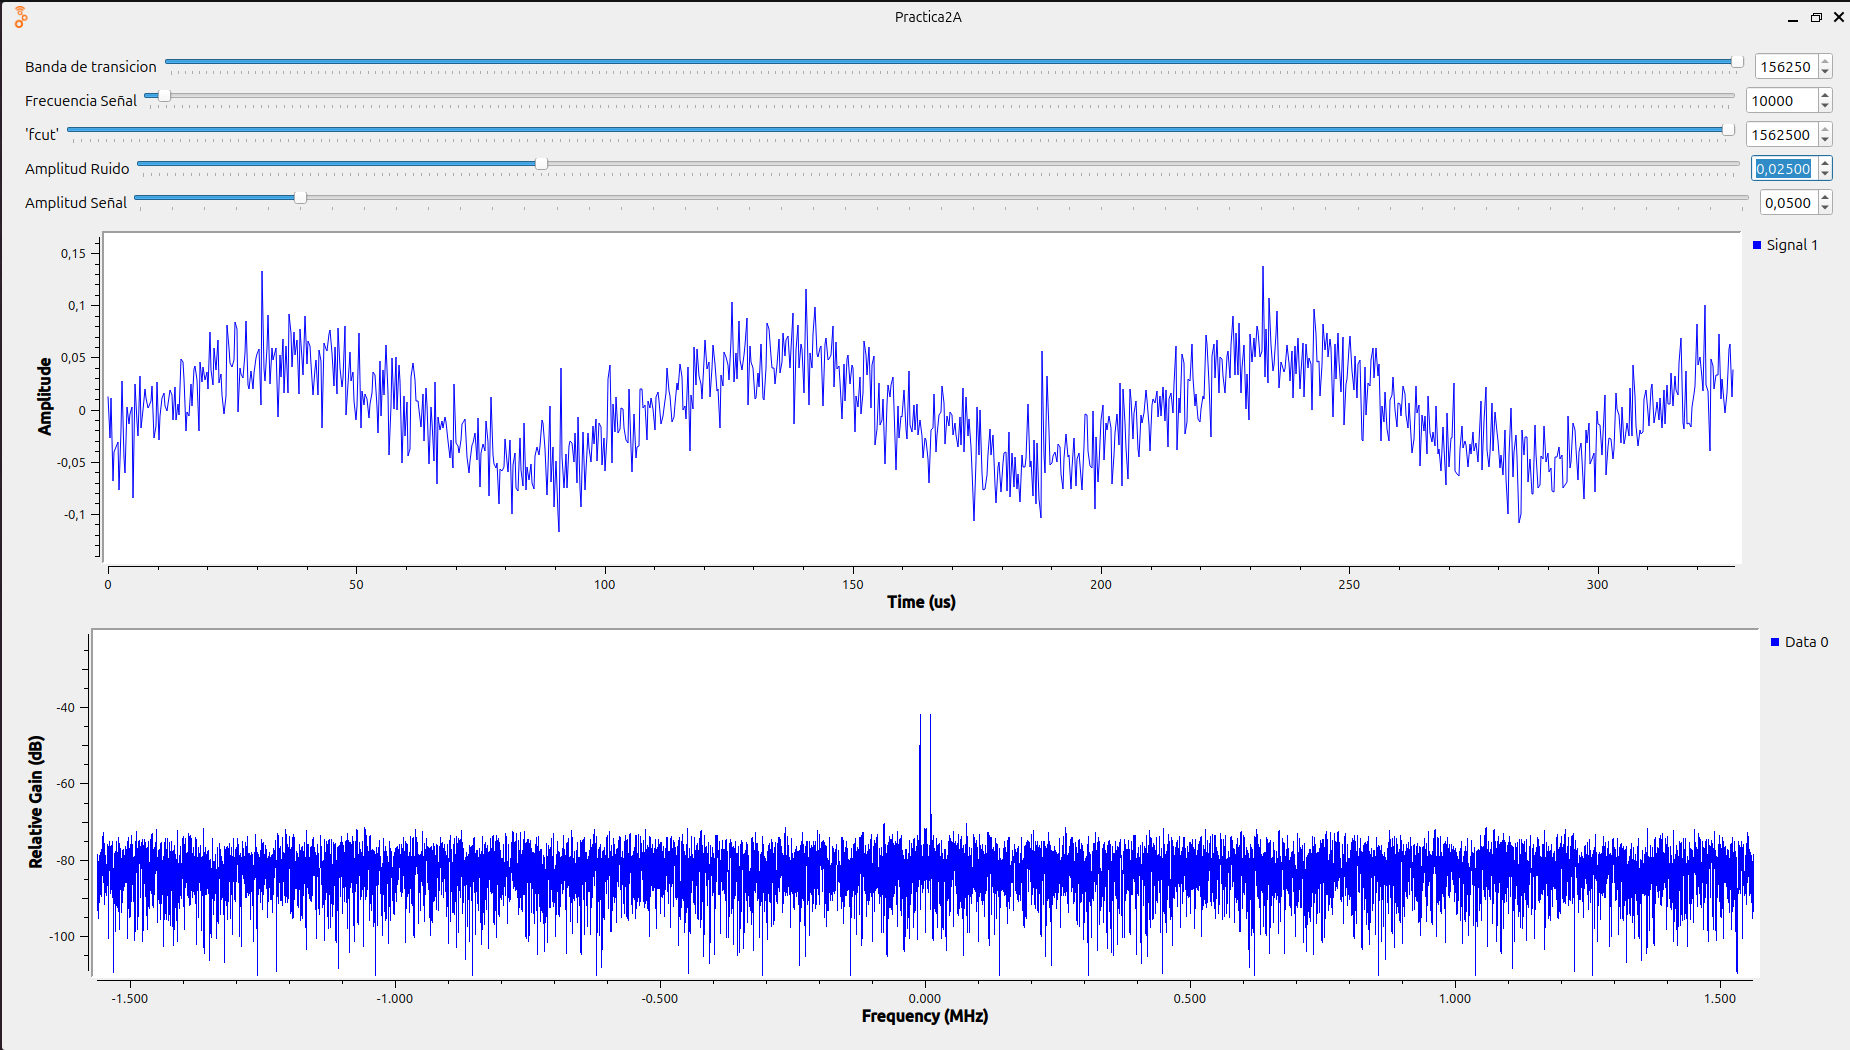 Practica2A
Banda de transicion 156250
Frecuencia Señal 10000
'fcut' 1562500
Amplitud Ruido 0,02500
Amplitud Señal 0,0500
Signal 1
0,15
0,1
0,05
0
-0,05
-0,1
Amplitude
0 50 100 150 200 250 300
Time (us)
Data 0
-40
-60
-80
-100
Relative Gain (dB)
-1.500 -1.000 -0.500 0.000 0.500 1.000 1.500
Frequency (MHz)